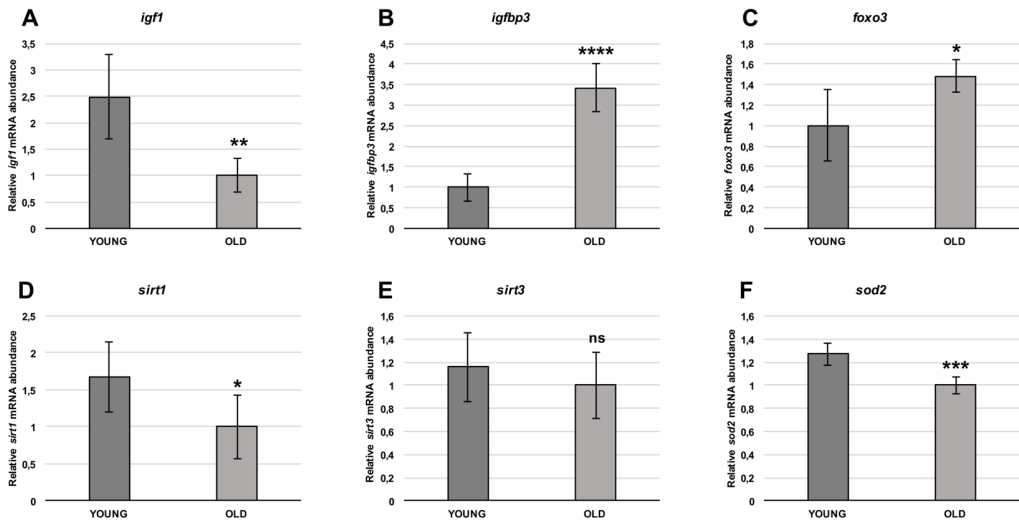 A
igf1
Relative igf1 mRNA abundance
3,5
3
2,5
2
1,5
1
0,5
0
**
YOUNG
OLD
B
igfbp3
Relative igfbp3 mRNA abundance
4,5
4
3,5
3
2,5
2
1,5
1
0,5
0
****
YOUNG
OLD
C
foxo3
Relative foxo3 mRNA abundance
1,8
1,6
1,4
1,2
1
0,8
0,6
0,4
0,2
0
*
YOUNG
OLD
D
sirt1
Relative sirt1 mRNA abundance
2,5
2
1,5
1
0,5
0
*
YOUNG
OLD
E
sirt3
Relative sirt3 mRNA abundance
1,6
1,4
1,2
1
0,8
0,6
0,4
0,2
0
ns
YOUNG
OLD
F
sod2
Relative sod2 mRNA abundance
1,6
1,4
1,2
1
0,8
0,6
0,4
0,2
0
***
YOUNG
OLD